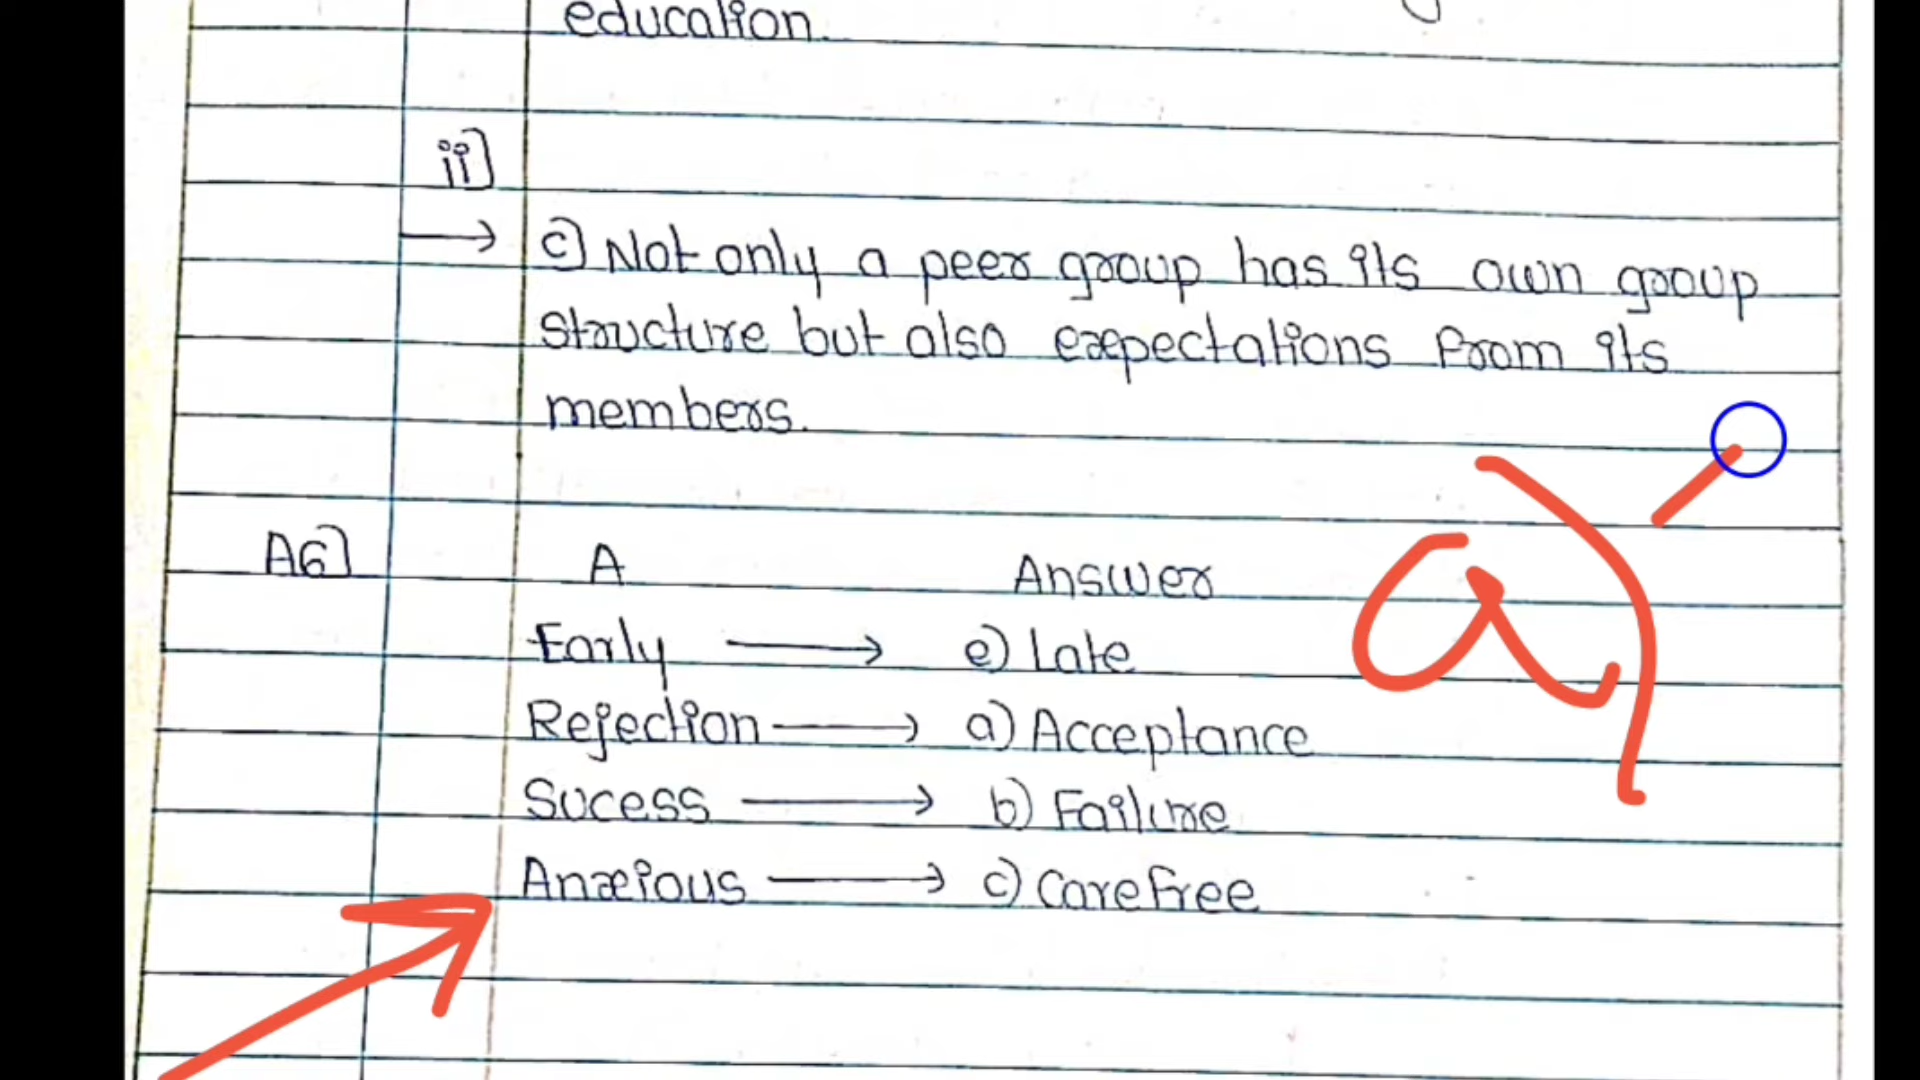 education.
ii]
→ c) Not only a peer group has its own group
structure but also expectations from its
members.
A6] A Answer
Early → e) Late
Rejection → a) Acceptance
Sucess → b) Failure
Anxious → c) Carefree
a)